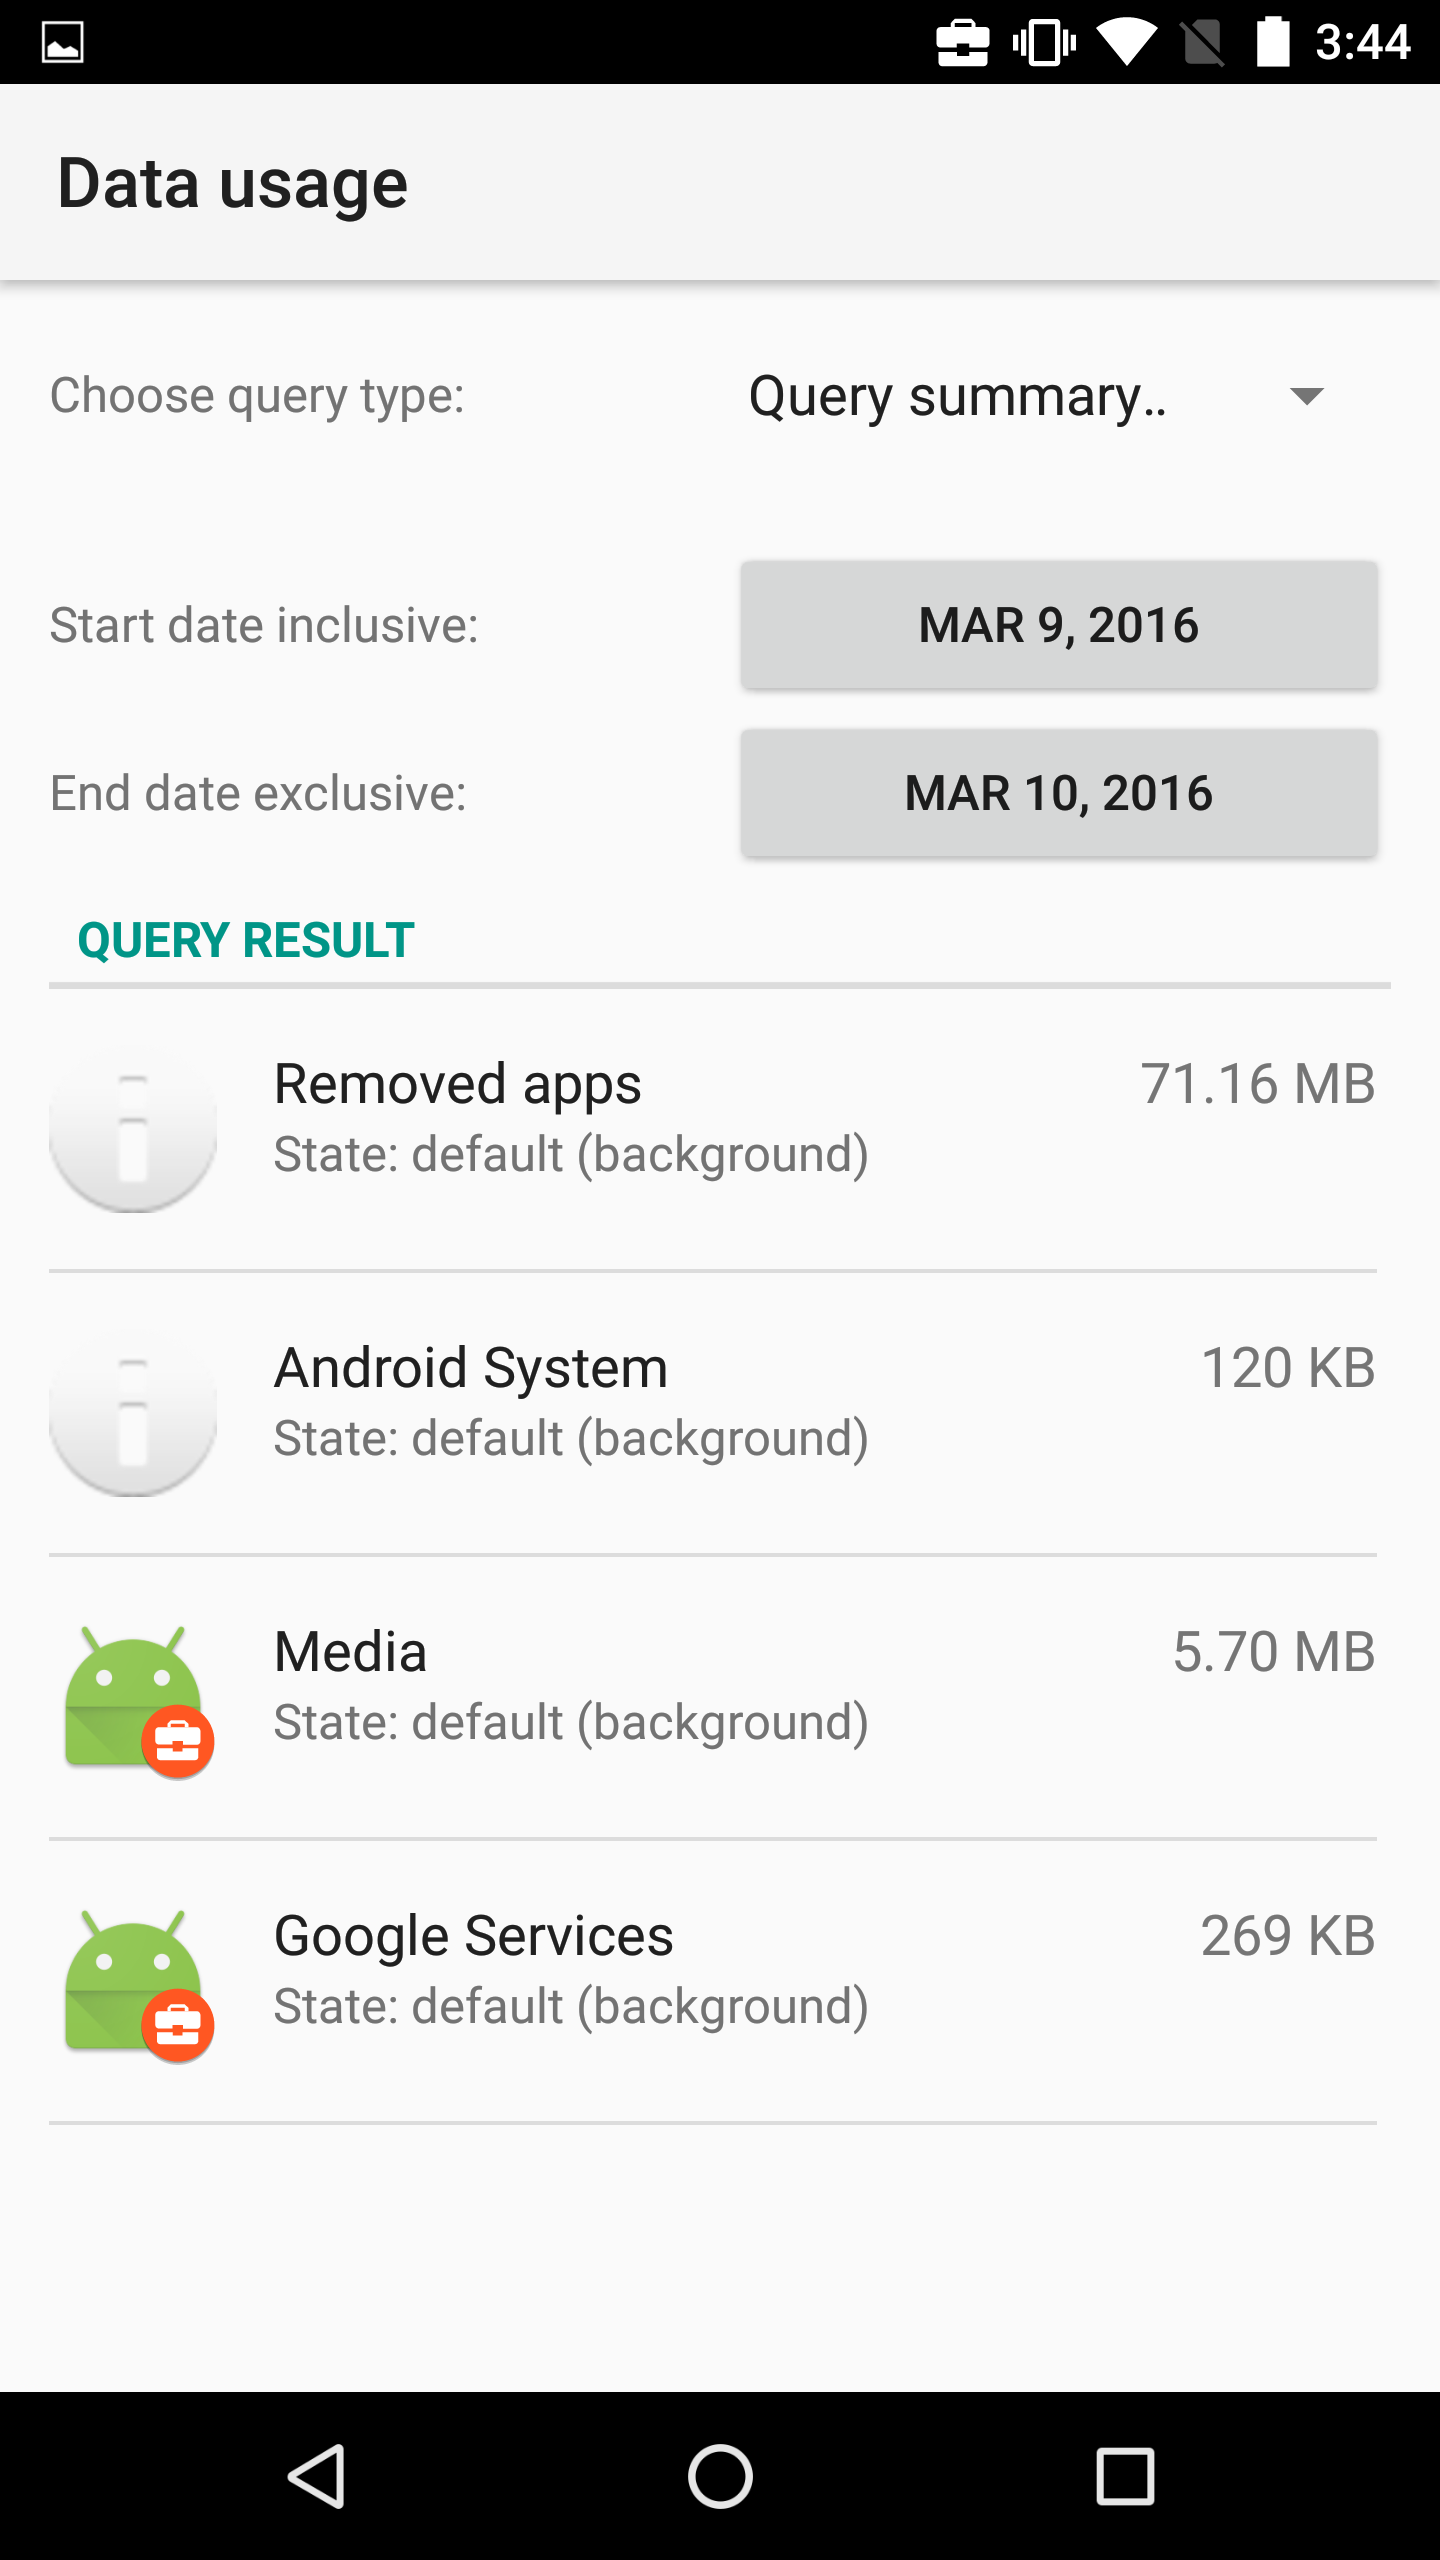 3:44
Data usage
Choose query type: Query summary..
Start date inclusive: MAR 9, 2016
End date exclusive: MAR 10, 2016
QUERY RESULT
Removed apps 71.16 MB
State: default (background)
Android System 120 KB
State: default (background)
Media 5.70 MB
State: default (background)
Google Services 269 KB
State: default (background)